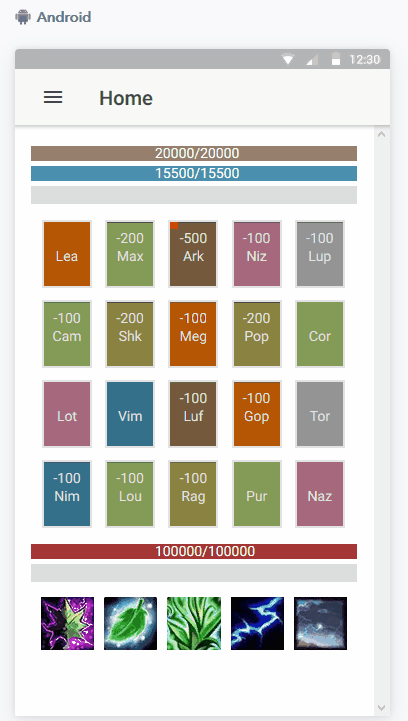 Android
12:30
Home
20000/20000
15500/15500
-200 -500 -100 -100
Lea Max Ark Niz Lup
-100 -200 -100 -200
Cam Shk Meg Pop Cor
-100 -100
Lot Vim Luf Gop Tor
-100 -100 -100
Nim Lou Rag Pur Naz
100000/100000